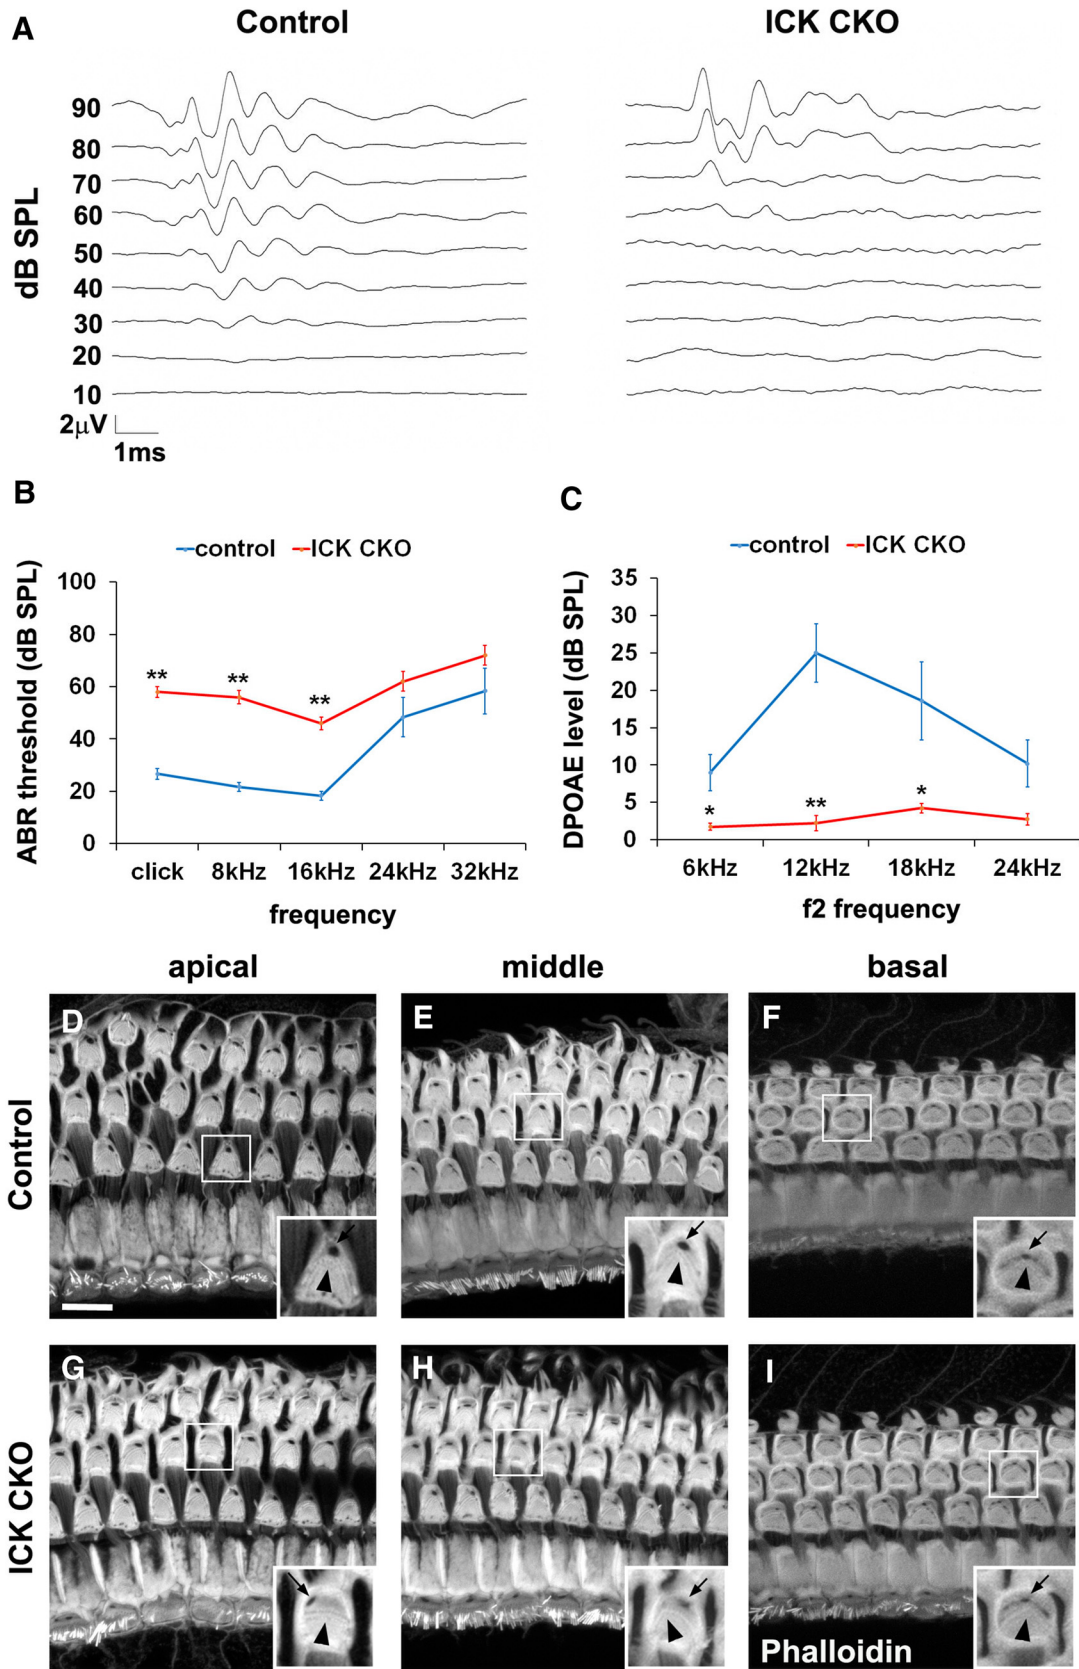 A
Control
ICK CKO
dB SPL
90
80
70
60
50
40
30
20
10
2μV
1ms
B
control
ICK CKO
ABR threshold (dB SPL)
100
80
60
40
20
0
**
**
**
click
8kHz
16kHz
24kHz
32kHz
frequency
C
control
ICK CKO
DPOAE level (dB SPL)
35
30
25
20
15
10
5
0
*
**
*
6kHz
12kHz
18kHz
24kHz
f2 frequency
apical
middle
basal
Control
D
E
F
ICK CKO
G
H
I
Phalloidin